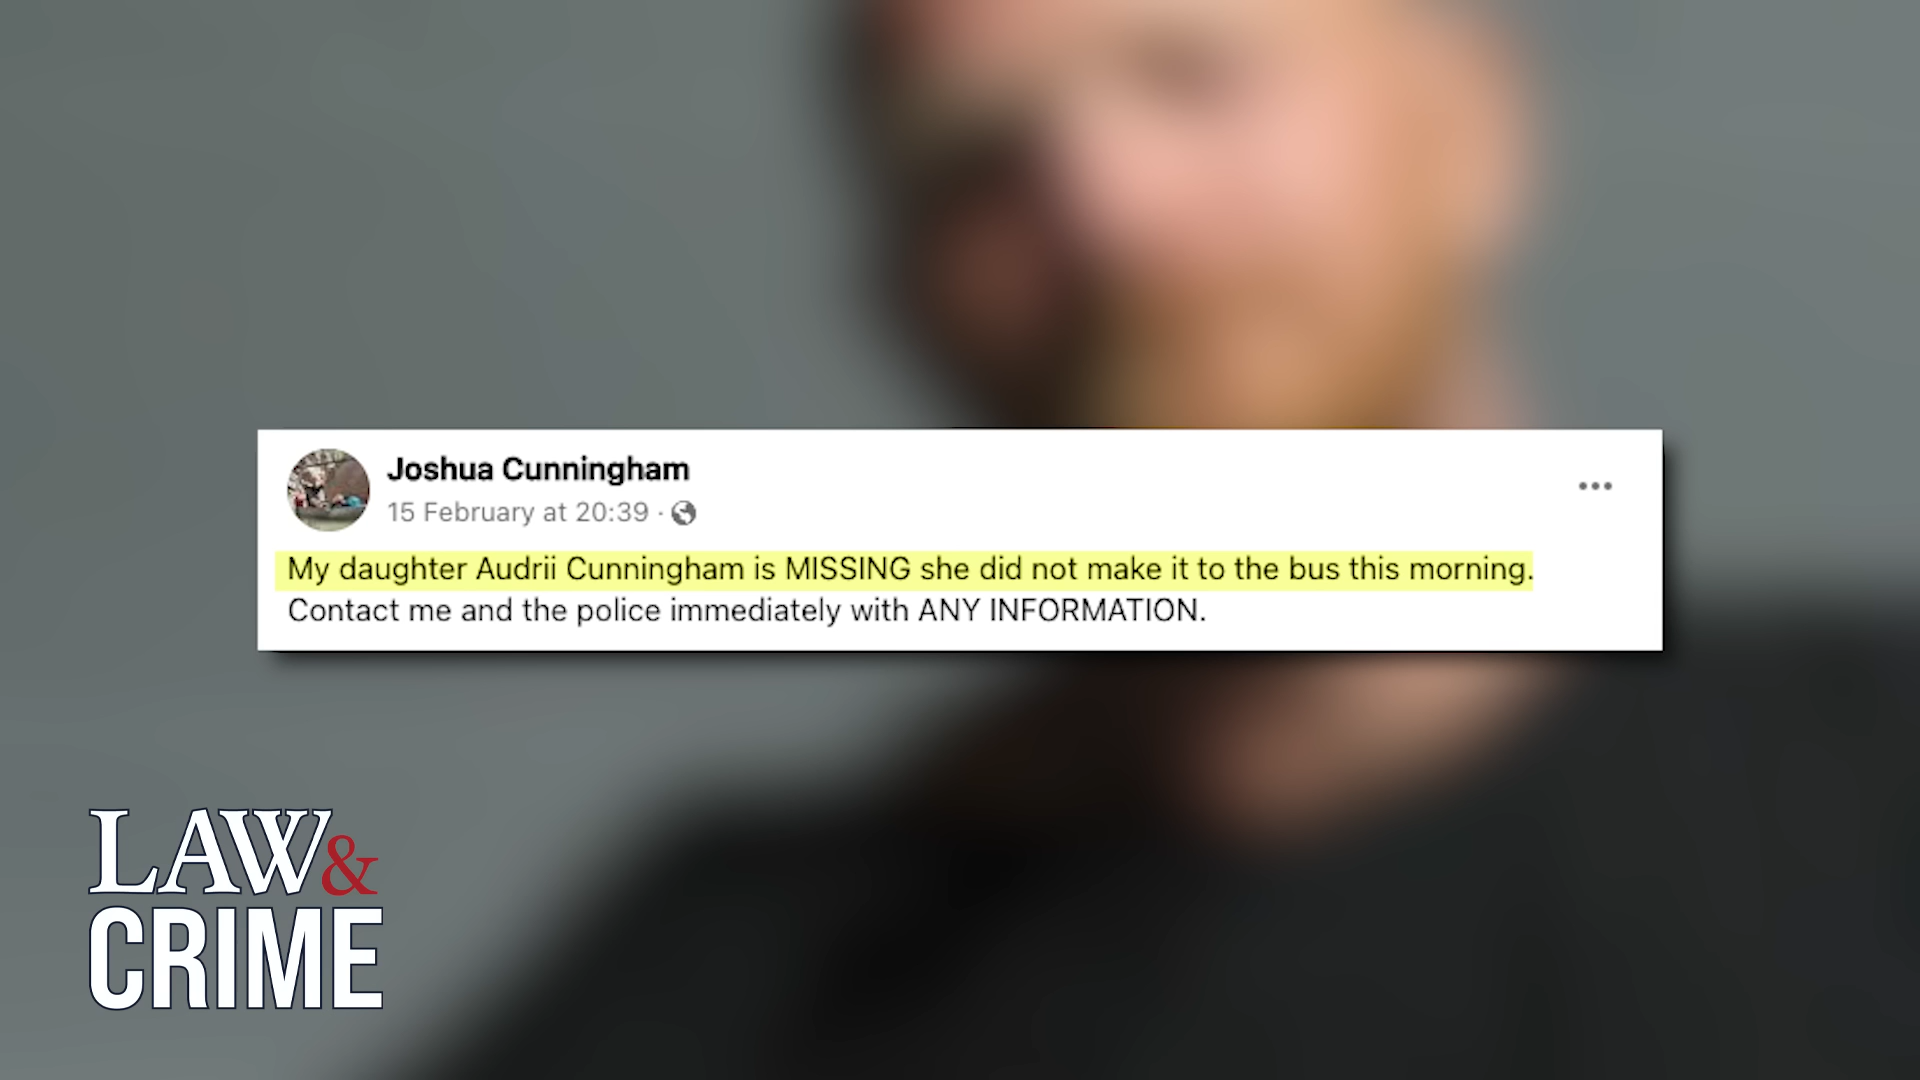 Joshua Cunningham
15 February at 20:39 ·
My daughter Audrii Cunningham is MISSING she did not make it to the bus this morning.
Contact me and the police immediately with ANY INFORMATION.
LAW&
CRIME